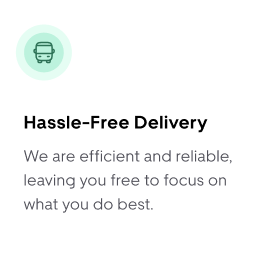 Hassle-Free Delivery
We are efficient and reliable,
leaving you free to focus on
what you do best.